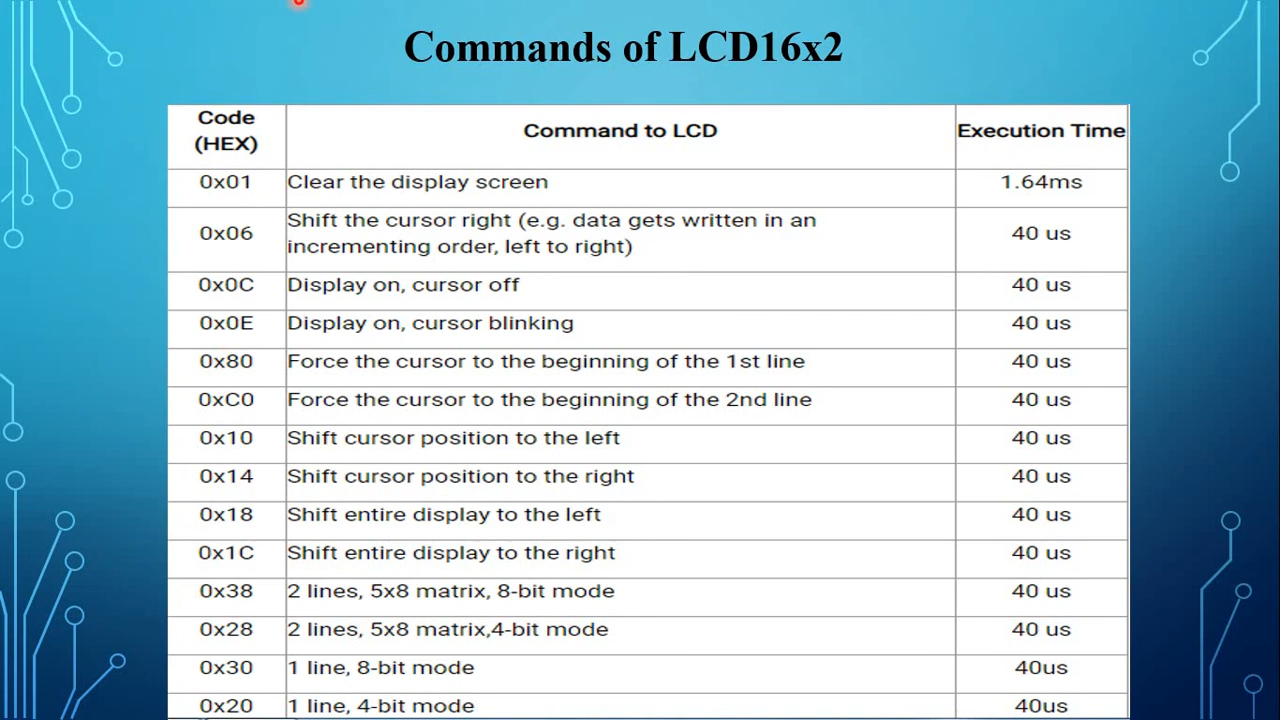 Commands of LCD16x2
Code (HEX) Command to LCD Execution Time
0x01 Clear the display screen 1.64ms
0x06 Shift the cursor right (e.g. data gets written in an incrementing order, left to right) 40 us
0x0C Display on, cursor off 40 us
0x0E Display on, cursor blinking 40 us
0x80 Force the cursor to the beginning of the 1st line 40 us
0xC0 Force the cursor to the beginning of the 2nd line 40 us
0x10 Shift cursor position to the left 40 us
0x14 Shift cursor position to the right 40 us
0x18 Shift entire display to the left 40 us
0x1C Shift entire display to the right 40 us
0x38 2 lines, 5x8 matrix, 8-bit mode 40 us
0x28 2 lines, 5x8 matrix,4-bit mode 40 us
0x30 1 line, 8-bit mode 40us
0x20 1 line, 4-bit mode 40us